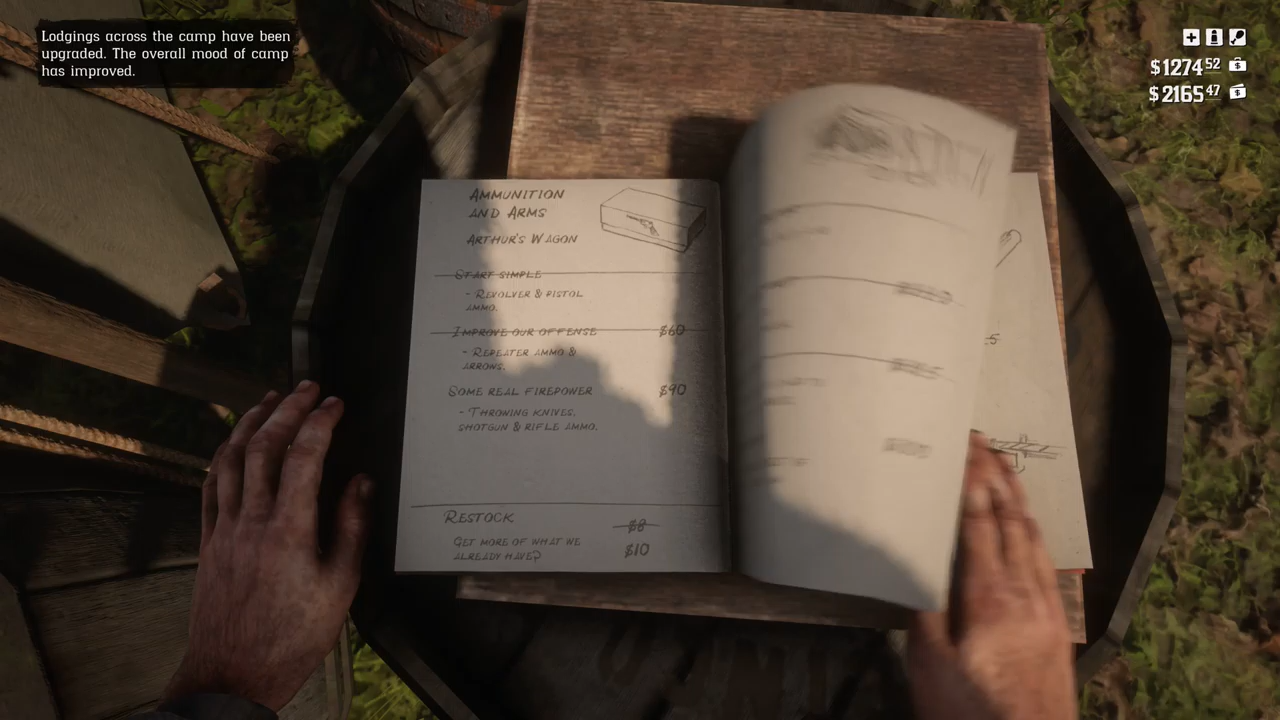 Lodgings across the camp have been
upgraded. The overall mood of camp
has improved.
$1274 52
$2165 47
AMMUNITION
AND ARMS
ARTHUR'S WAGON
START SIMPLE
- REVOLVER & PISTOL
AMMO.
IMPROVE OUR OFFENSE $60
- REPEATER AMMO &
ARROWS.
SOME REAL FIREPOWER $90
- THROWING KNIVES,
SHOTGUN & RIFLE AMMO.
RESTOCK $8
GET MORE OF WHAT WE $10
ALREADY HAVE?